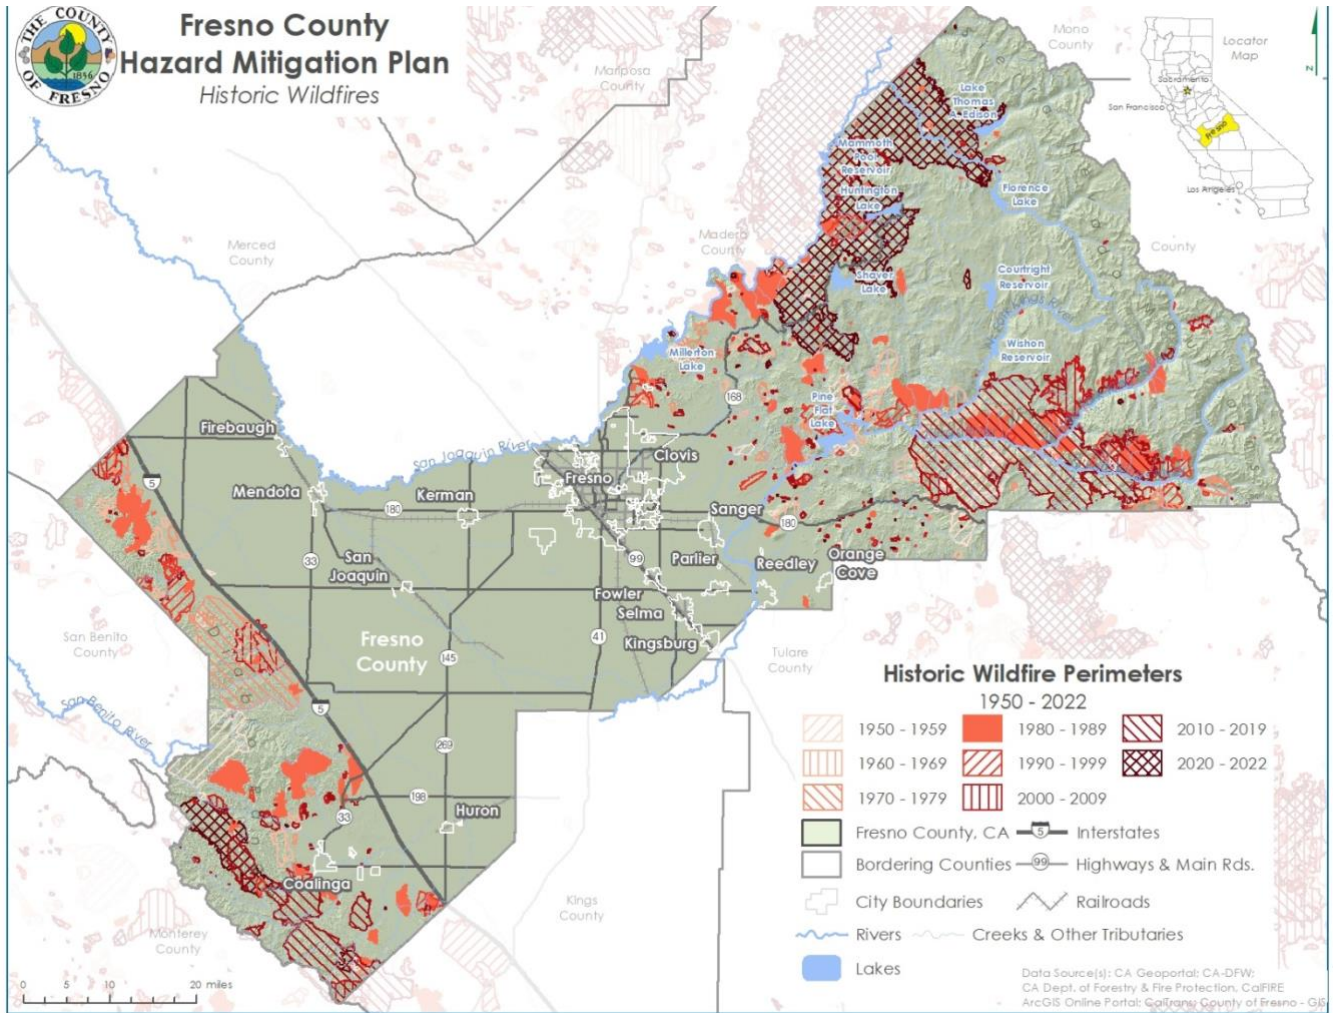 THE COUNTY OF FRESNO
1856
Fresno County
Hazard Mitigation Plan
Historic Wildfires
Mono
County
Locator
Map
N
Sacramento
San Francisco
Fresno
Los Angeles
Mariposa
County
Lake
Thomas
A. Edison
Mammoth
Pool
Reservoir
Huntington
Lake
Florence
Lake
Merced
County
Madera
County
County
Shaver
Lake
Courtright
Reservoir
Wishon
Reservoir
Millerton
Lake
168
Pine
Flat
Lake
Firebaugh
San Joaquin River
Clovis
5
Fresno
Mendota
Kerman
180
Sanger
180
33
San
Joaquin
99
Parlier
Reedley
Orange
Cove
Fowler
Selma
41
Kingsburg
San Benito
County
Fresno
County
145
Tulare
County
San Benito
River
5
269
198
33
Huron
Coalinga
Kings
County
Monterey
County
0 5 10 20 miles
Historic Wildfire Perimeters
1950 - 2022
1950 - 1959
1980 - 1989
2010 - 2019
1960 - 1969
1990 - 1999
2020 - 2022
1970 - 1979
2000 - 2009
Fresno County, CA
5
Interstates
Bordering Counties
99
Highways & Main Rds.
City Boundaries
Railroads
Rivers
Creeks & Other Tributaries
Lakes
Data Source(s): CA Geoportal; CA-DFW;
CA Dept. of Forestry & Fire Protection, CalFIRE
ArcGIS Online Portal; CalTrans; County of Fresno - GIS